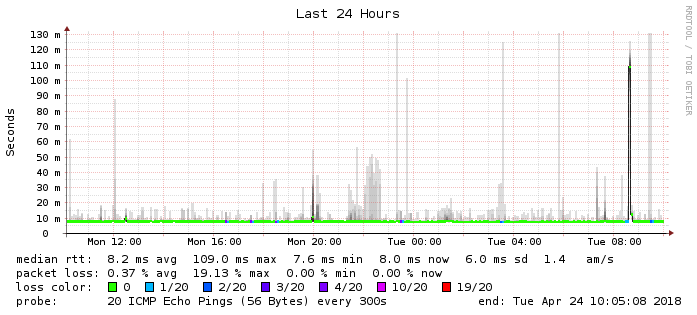 Last 24 Hours
RRDTOOL / TOBI OETIKER
Seconds
130 m
120 m
110 m
100 m
90 m
80 m
70 m
60 m
50 m
40 m
30 m
20 m
10 m
0
Mon 12:00 Mon 16:00 Mon 20:00 Tue 00:00 Tue 04:00 Tue 08:00
median rtt: 8.2 ms avg 109.0 ms max 7.6 ms min 8.0 ms now 6.0 ms sd 1.4 am/s
packet loss: 0.37 % avg 19.13 % max 0.00 % min 0.00 % now
loss color: 0 1/20 2/20 3/20 4/20 10/20 19/20
probe: 20 ICMP Echo Pings (56 Bytes) every 300s end: Tue Apr 24 10:05:08 2018